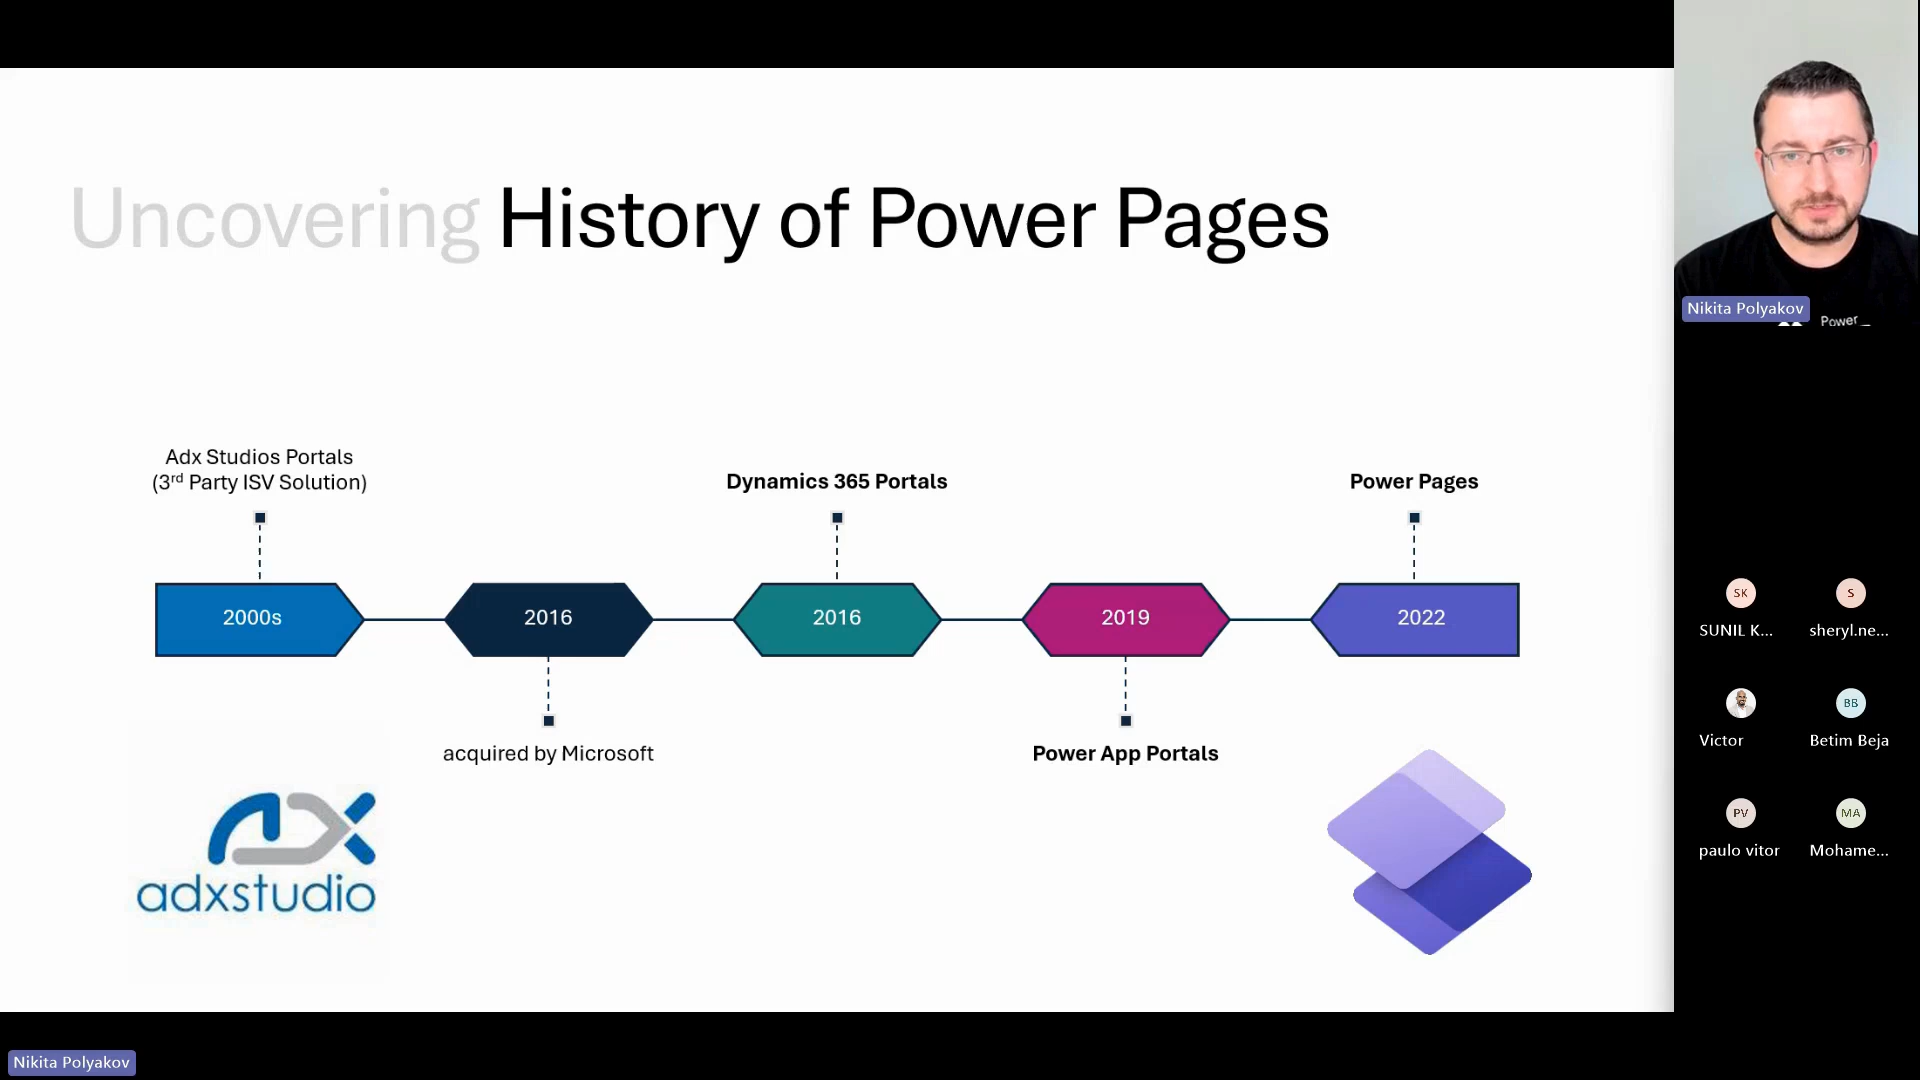 Uncovering History of Power Pages
Adx Studios Portals
(3rd Party ISV Solution)
Dynamics 365 Portals
Power Pages
2000s
2016
2016
2019
2022
acquired by Microsoft
Power App Portals
adxstudio
Nikita Polyakov
Power
SK
S
SUNIL K...
sheryl.ne...
BB
Victor
Betim Beja
PV
MA
paulo vitor
Mohame...
Nikita Polyakov